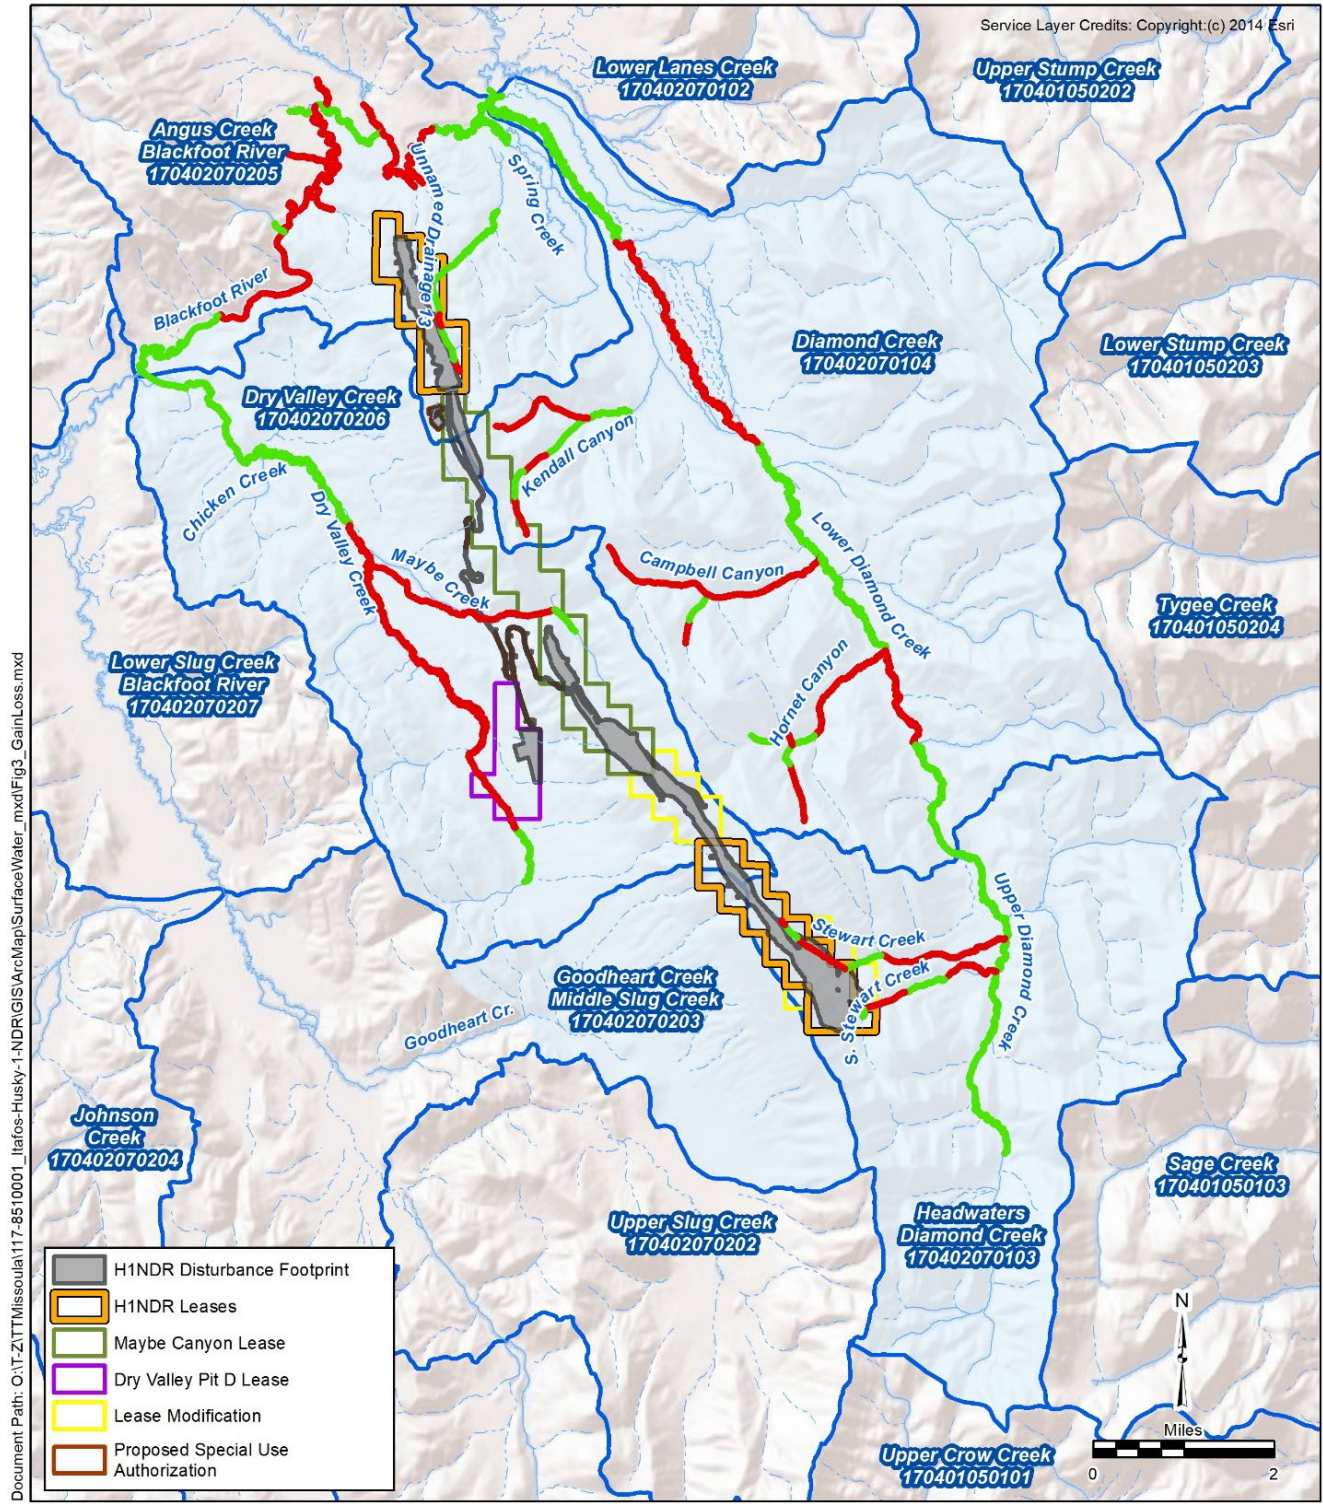 Service Layer Credits: Copyright:(c) 2014 Esri
Lower Lanes Creek
170402070102
Upper Stump Creek
170401050202
Angus Creek
Blackfoot River
170402070205
Unnamed Drainage 13
Spring Creek
Blackfoot River
Diamond Creek
170402070104
Lower Stump Creek
170401050203
Dry Valley Creek
170402070206
Kendall Canyon
Chicken Creek
Dry Valley Creek
Maybe Creek
Campbell Canyon
Lower Diamond Creek
Tygee Creek
170401050204
Lower Slug Creek
Blackfoot River
170402070207
Hornet Canyon
Stewart Creek
Upper Diamond Creek
S. Stewart Creek
Goodheart Creek
Middle Slug Creek
170402070203
Goodheart Cr.
Johnson
Creek
170402070204
Sage Creek
170401050103
Upper Slug Creek
170402070202
Headwaters
Diamond Creek
170402070103
Upper Crow Creek
170401050101
H1NDR Disturbance Footprint
H1NDR Leases
Maybe Canyon Lease
Dry Valley Pit D Lease
Lease Modification
Proposed Special Use
Authorization
N
Miles
0 2
Document Path: O:\T-Z\TTMissoula\117-8510001_Itafos-Husky-1-NDR\GIS\ArcMap\SurfaceWater_mxd\Fig3_GainLoss.mxd